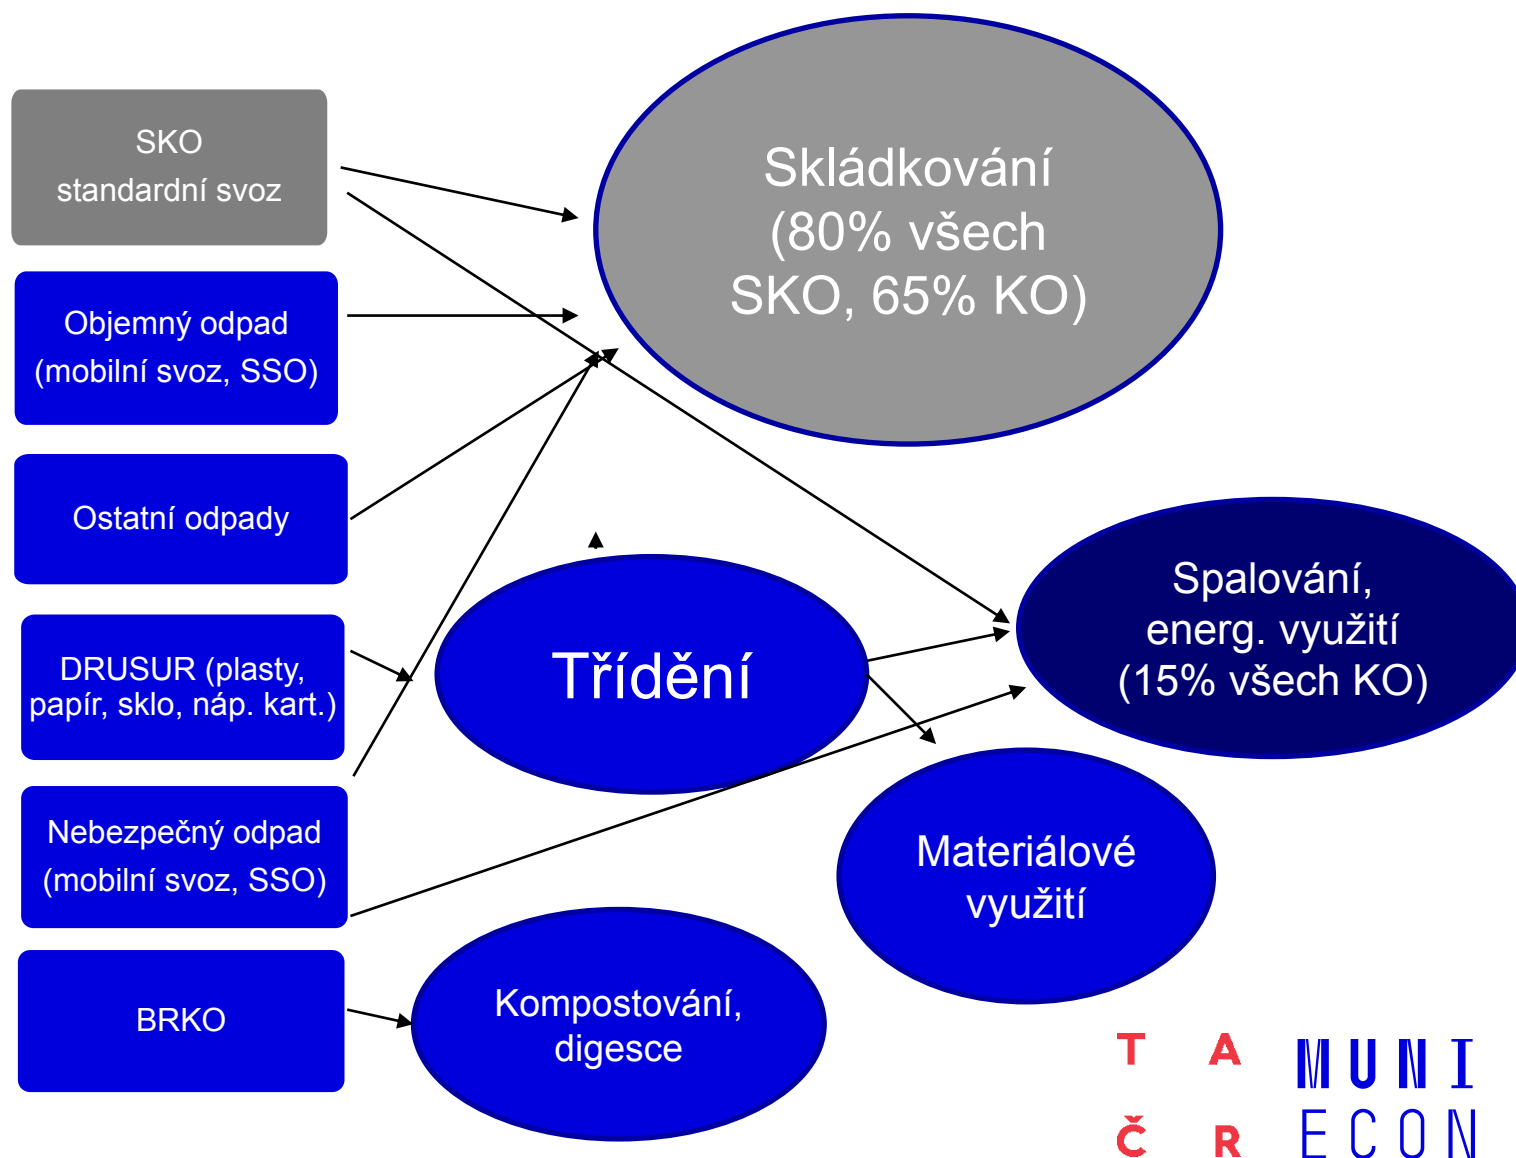 SKO
standardní svoz
Objemný odpad
(mobilní svoz, SSO)
Ostatní odpady
DRUSUR (plasty,
papír, sklo, náp. kart.)
Nebezpečný odpad
(mobilní svoz, SSO)
BRKO
Skládkování
(80% všech
SKO, 65% KO)
Třídění
Spalování,
energ. využití
(15% všech KO)
Materiálové
využití
Kompostování,
digesce
T A
Č R
MUNI
ECON